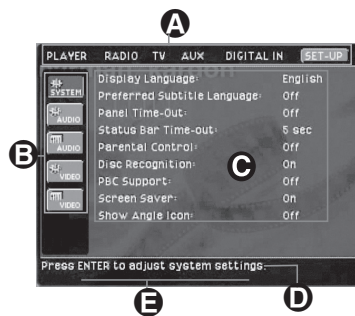 A
PLAYER RADIO TV AUX DIGITAL IN SET-UP
SYSTEM
AUDIO
AUDIO
VIDEO
VIDEO
B
Display Language: English
Preferred Subtitle Language: Off
Panel Time-Out: Off
Status Bar Time-out: 5 sec
Parental Control: Off
Disc Recognition: On
PBC Support: Off
Screen Saver: On
Show Angle Icon: Off
C
Press ENTER to adjust system settings.
D
E